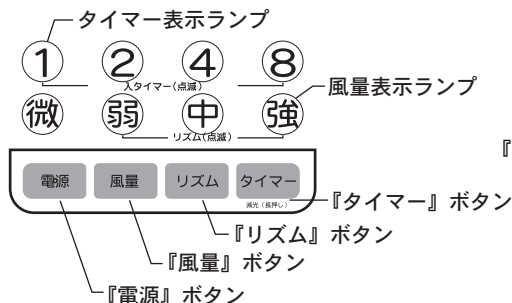 タイマー表示ランプ
1 2 4 8
入タイマー(点滅)
微 弱 中 強
風量表示ランプ
リズム(点滅)
『
電源 風量 リズム タイマー
減光(長押し)
『タイマー』ボタン
『リズム』ボタン
『風量』ボタン
『電源』ボタン